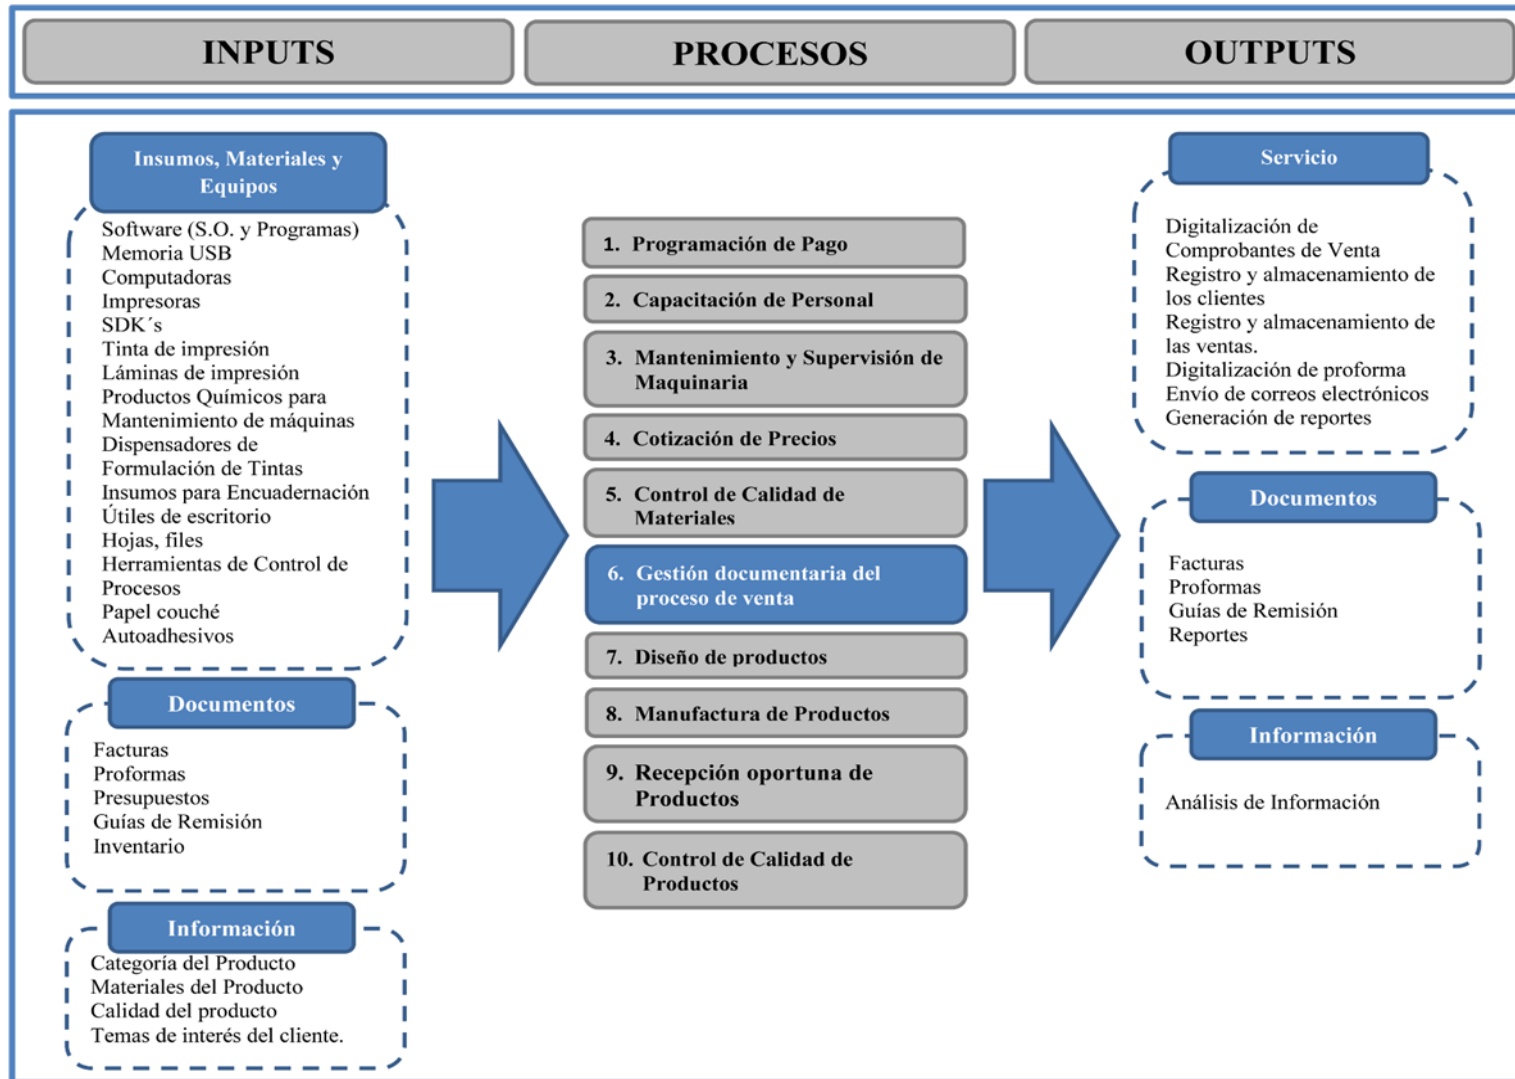 INPUTS
PROCESOS
OUTPUTS
Insumos, Materiales y
Equipos
Software (S.O. y Programas)
Memoria USB
Computadoras
Impresoras
SDK´s
Tinta de impresión
Láminas de impresión
Productos Químicos para
Mantenimiento de máquinas
Dispensadores de
Formulación de Tintas
Insumos para Encuadernación
Útiles de escritorio
Hojas, files
Herramientas de Control de
Procesos
Papel couché
Autoadhesivos
Documentos
Facturas
Proformas
Presupuestos
Guías de Remisión
Inventario
Información
Categoría del Producto
Materiales del Producto
Calidad del producto
Temas de interés del cliente.
1. Programación de Pago
2. Capacitación de Personal
3. Mantenimiento y Supervisión de
Maquinaria
4. Cotización de Precios
5. Control de Calidad de
Materiales
6. Gestión documentaria del
proceso de venta
7. Diseño de productos
8. Manufactura de Productos
9. Recepción oportuna de
Productos
10. Control de Calidad de
Productos
Servicio
Digitalización de
Comprobantes de Venta
Registro y almacenamiento de
los clientes
Registro y almacenamiento de
las ventas.
Digitalización de proforma
Envío de correos electrónicos
Generación de reportes
Documentos
Facturas
Proformas
Guías de Remisión
Reportes
Información
Análisis de Información